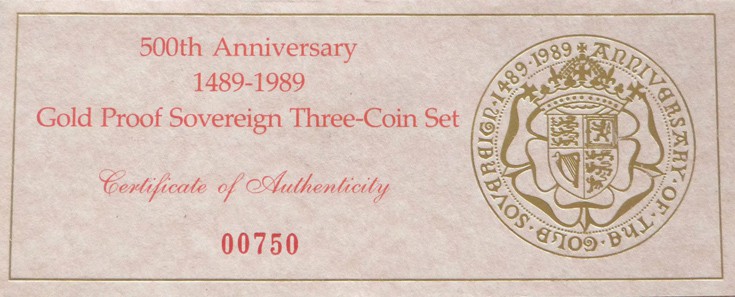 500th Anniversary
1489-1989
Gold Proof Sovereign Three-Coin Set
Certificate of Authenticity
00750
ANNIVERSARY · OF · THE · GOLD · SOVEREIGN · 1489 · 1989